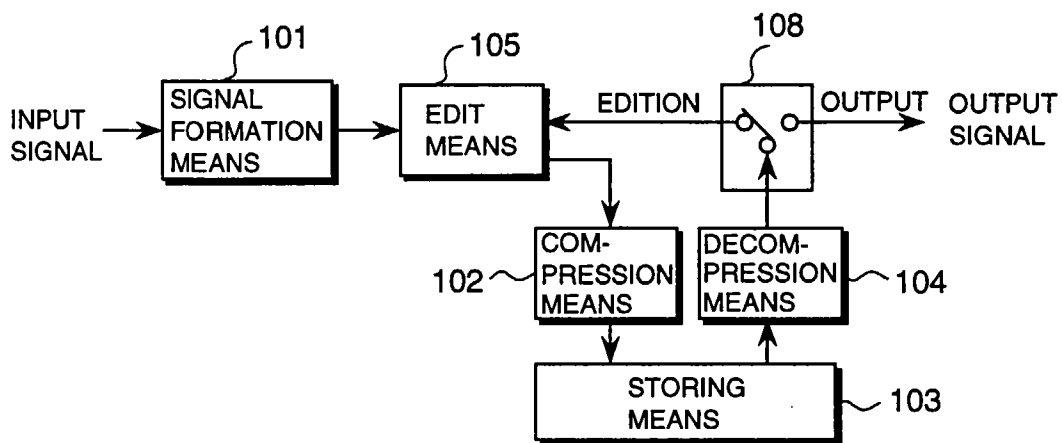 101
105
108
INPUT
SIGNAL
SIGNAL
FORMATION
MEANS
EDIT
MEANS
EDITION
OUTPUT
OUTPUT
SIGNAL
102
COM-
PRESSION
MEANS
DECOM-
PRESSION
MEANS
104
STORING
MEANS
103